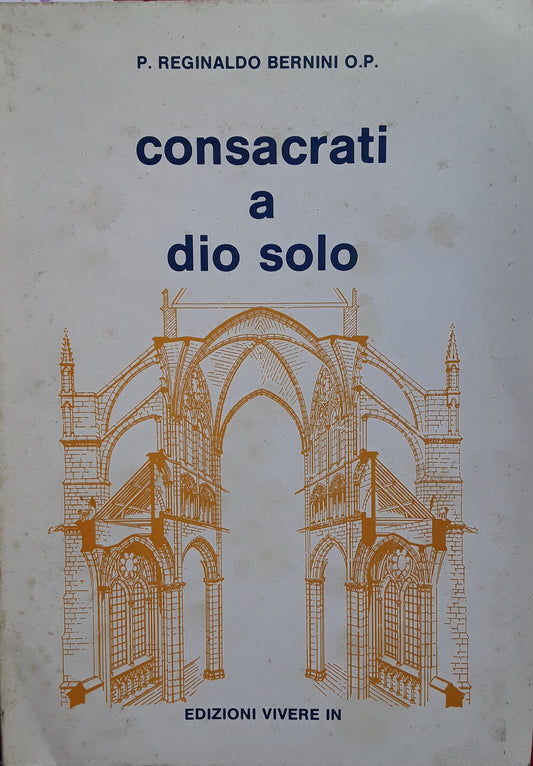 P. REGINALDO BERNINI O.P.
consacrati
a
dio solo
EDIZIONI VIVERE IN